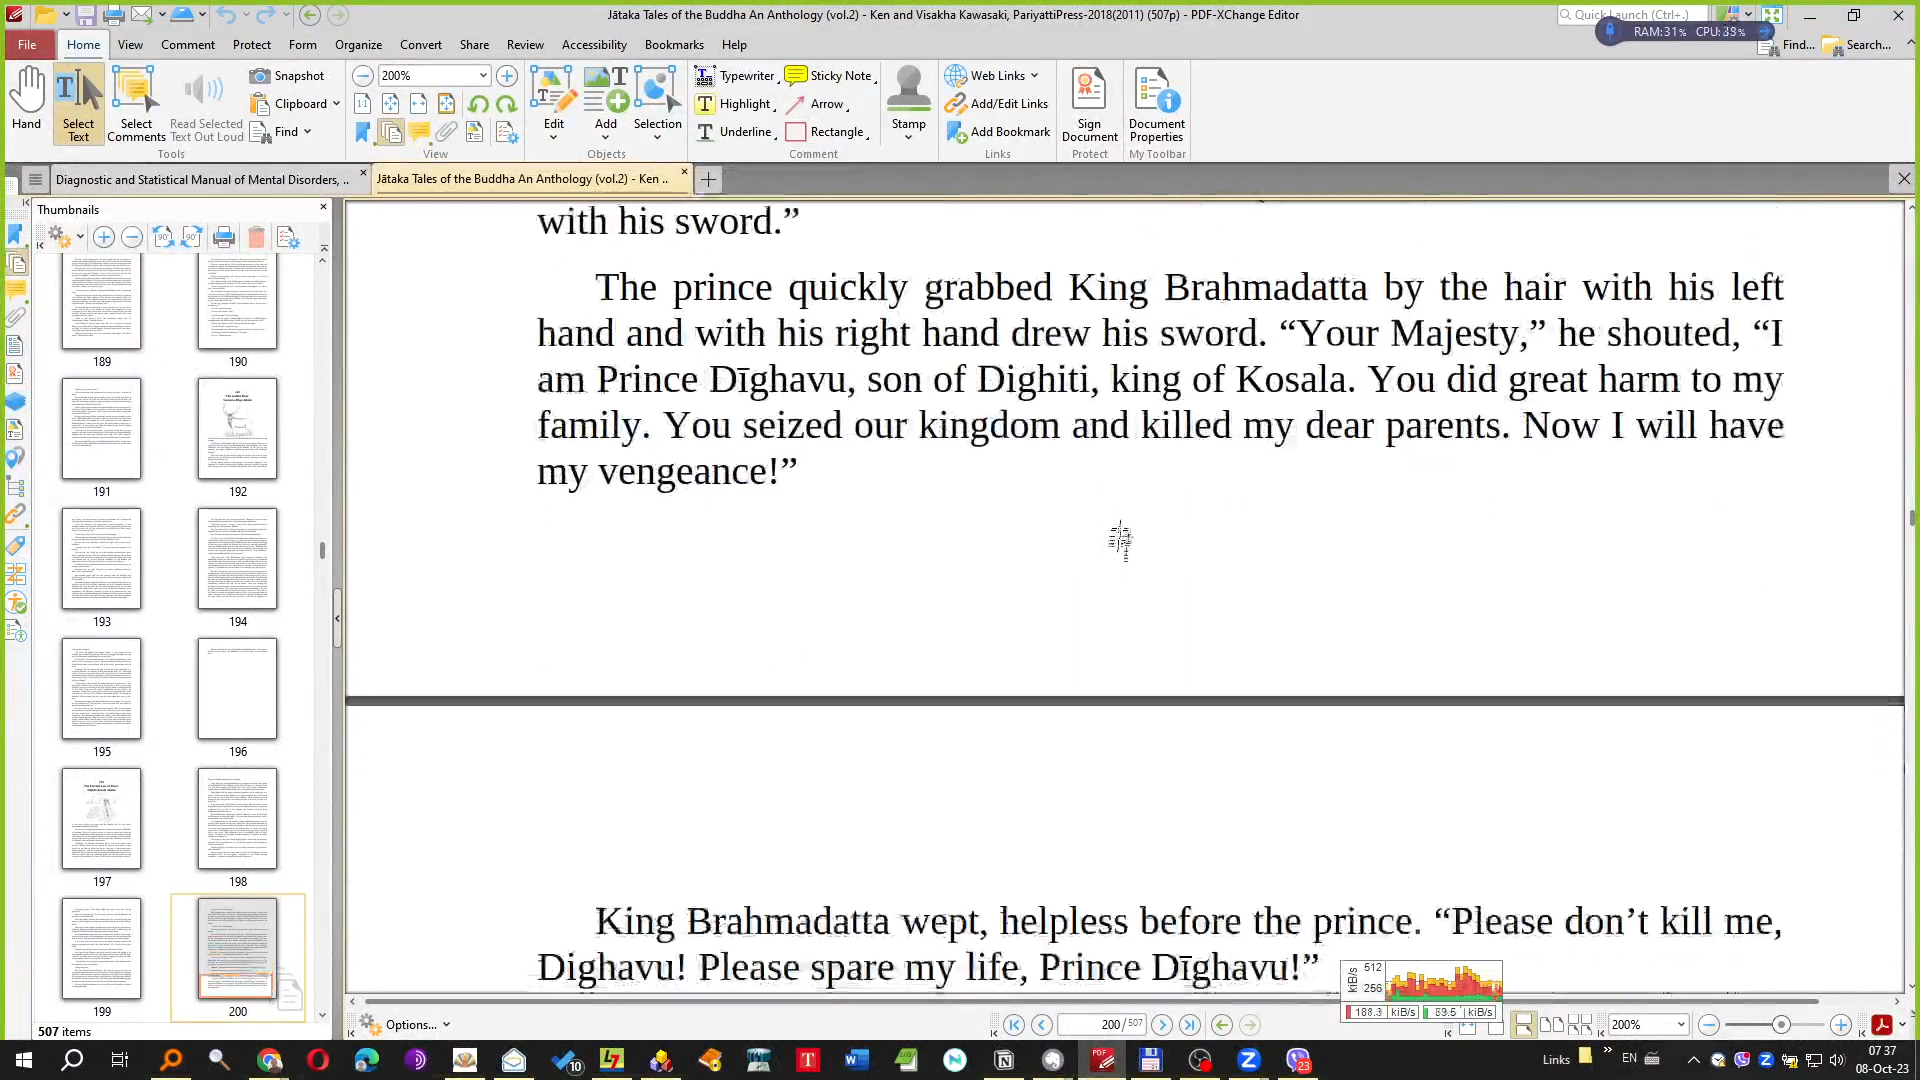 Jātaka Tales of the Buddha An Anthology (vol.2) - Ken and Visakha Kawasaki, PariyattiPress-2018(2011) (507p) - PDF-XChange Editor
Quick Launch (Ctrl+.)
RAM:31% CPU:
File Home View Comment Protect Form Organize Convert Share Review Accessibility Bookmarks Help
Find... Search...
Hand
Select Text
Select Comments
Read Selected Text Out Loud
Snapshot
Clipboard
Find
Tools
200%
View
Edit
Add
Selection
Objects
Typewriter Sticky Note
Highlight Arrow
Underline Rectangle
Stamp
Comment
Web Links
Add/Edit Links
Add Bookmark
Links
Sign Document
Protect
Document Properties
My Toolbar
Diagnostic and Statistical Manual of Mental Disorders, ..
Jātaka Tales of the Buddha An Anthology (vol.2) - Ken ..
Thumbnails
189 190
191 192
193 194
195 196
197 198
199 200
507 items
with his sword.”
The prince quickly grabbed King Brahmadatta by the hair with his left
hand and with his right hand drew his sword. “Your Majesty,” he shouted, “I
am Prince Dīghavu, son of Dighiti, king of Kosala. You did great harm to my
family. You seized our kingdom and killed my dear parents. Now I will have
my vengeance!”
King Brahmadatta wept, helpless before the prince. “Please don’t kill me,
Dighavu! Please spare my life, Prince Dīghavu!”
kiB/s 512
256
kiB/s kiB/s
Options...
200 / 507
200%
Links EN
10
23
07 37
08-Oct-23